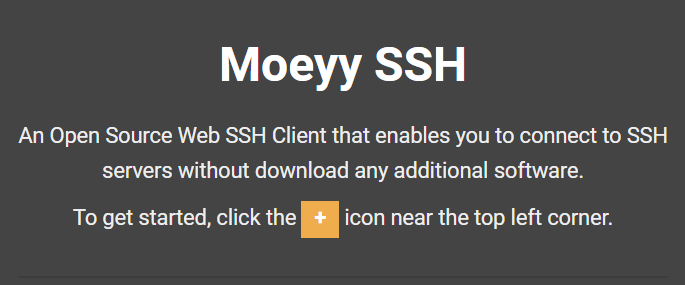 Moeyy SSH
An Open Source Web SSH Client that enables you to connect to SSH
servers without download any additional software.
To get started, click the + icon near the top left corner.